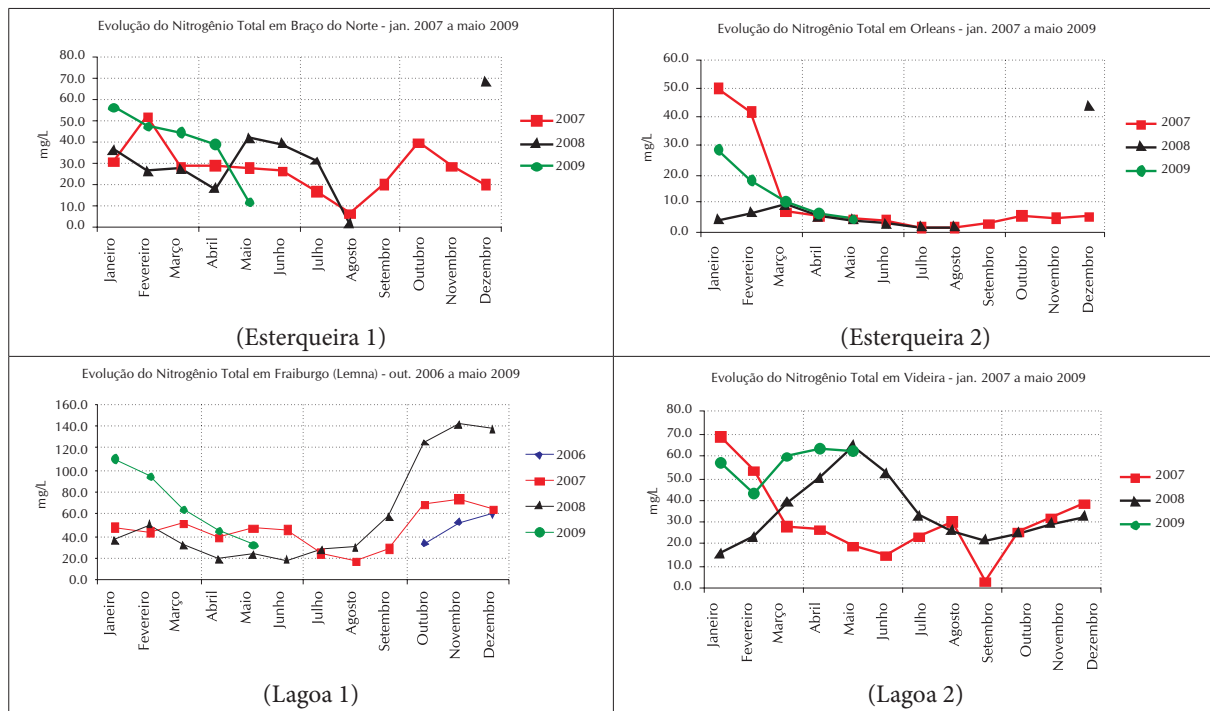 Evolução do Nitrogênio Total em Braço do Norte - jan. 2007 a maio 2009
80.0
70.0
60.0
50.0
40.0
30.0
20.0
10.0
0.0
mg/L
Janeiro
Fevereiro
Março
Abril
Maio
Junho
Julho
Agosto
Setembro
Outubro
Novembro
Dezembro
2007
2008
2009
(Esterqueira 1)
Evolução do Nitrogênio Total em Orleans - jan. 2007 a maio 2009
60.0
50.0
40.0
30.0
20.0
10.0
0.0
mg/L
Janeiro
Fevereiro
Março
Abril
Maio
Junho
Julho
Agosto
Setembro
Outubro
Novembro
Dezembro
2007
2008
2009
(Esterqueira 2)
Evolução do Nitrogênio Total em Fraiburgo (Lemna) - out. 2006 a maio 2009
160.0
140.0
120.0
100.0
80.0
60.0
40.0
20.0
0.0
mg/L
Janeiro
Fevereiro
Março
Abril
Maio
Junho
Julho
Agosto
Setembro
Outubro
Novembro
Dezembro
2006
2007
2008
2009
(Lagoa 1)
Evolução do Nitrogênio Total em Videira - jan. 2007 a maio 2009
80.0
70.0
60.0
50.0
40.0
30.0
20.0
10.0
0.0
mg/L
Janeiro
Fevereiro
Março
Abril
Maio
Junho
Julho
Agosto
Setembro
Outubro
Novembro
Dezembro
2007
2008
2009
(Lagoa 2)